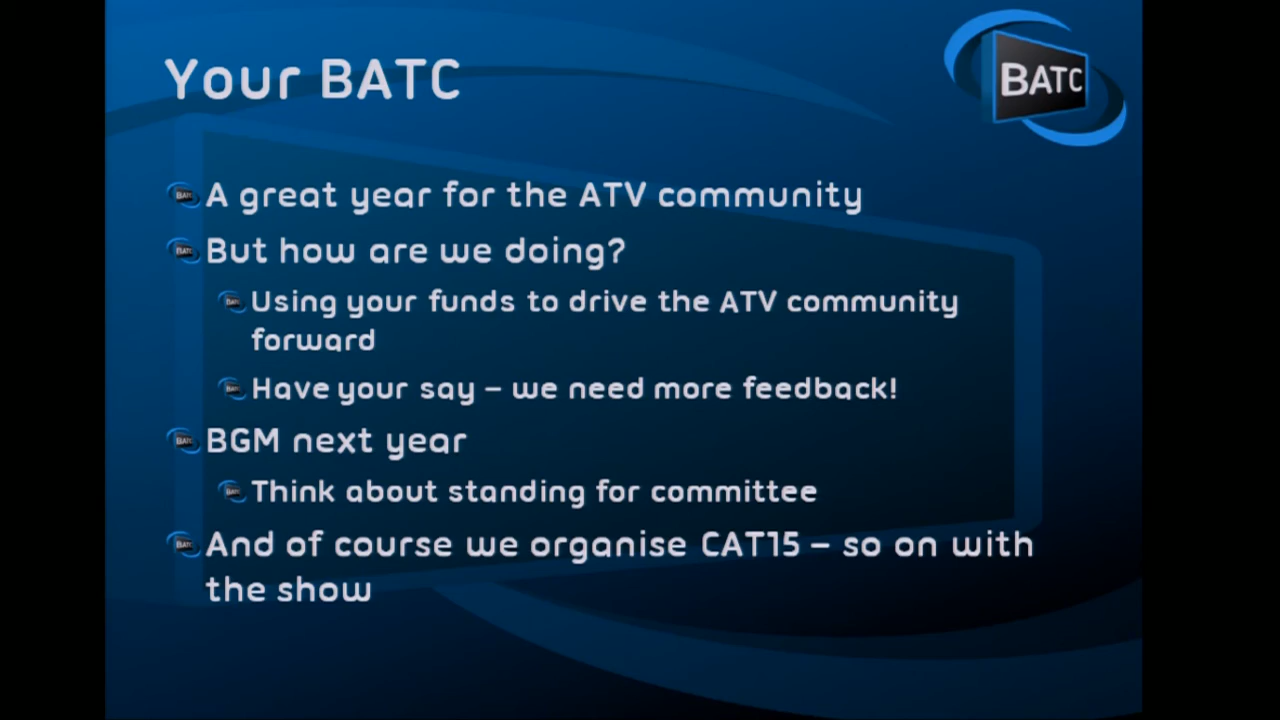 Your BATC
BATC
A great year for the ATV community
But how are we doing?
Using your funds to drive the ATV community
forward
Have your say – we need more feedback!
BGM next year
Think about standing for committee
And of course we organise CAT15 – so on with
the show